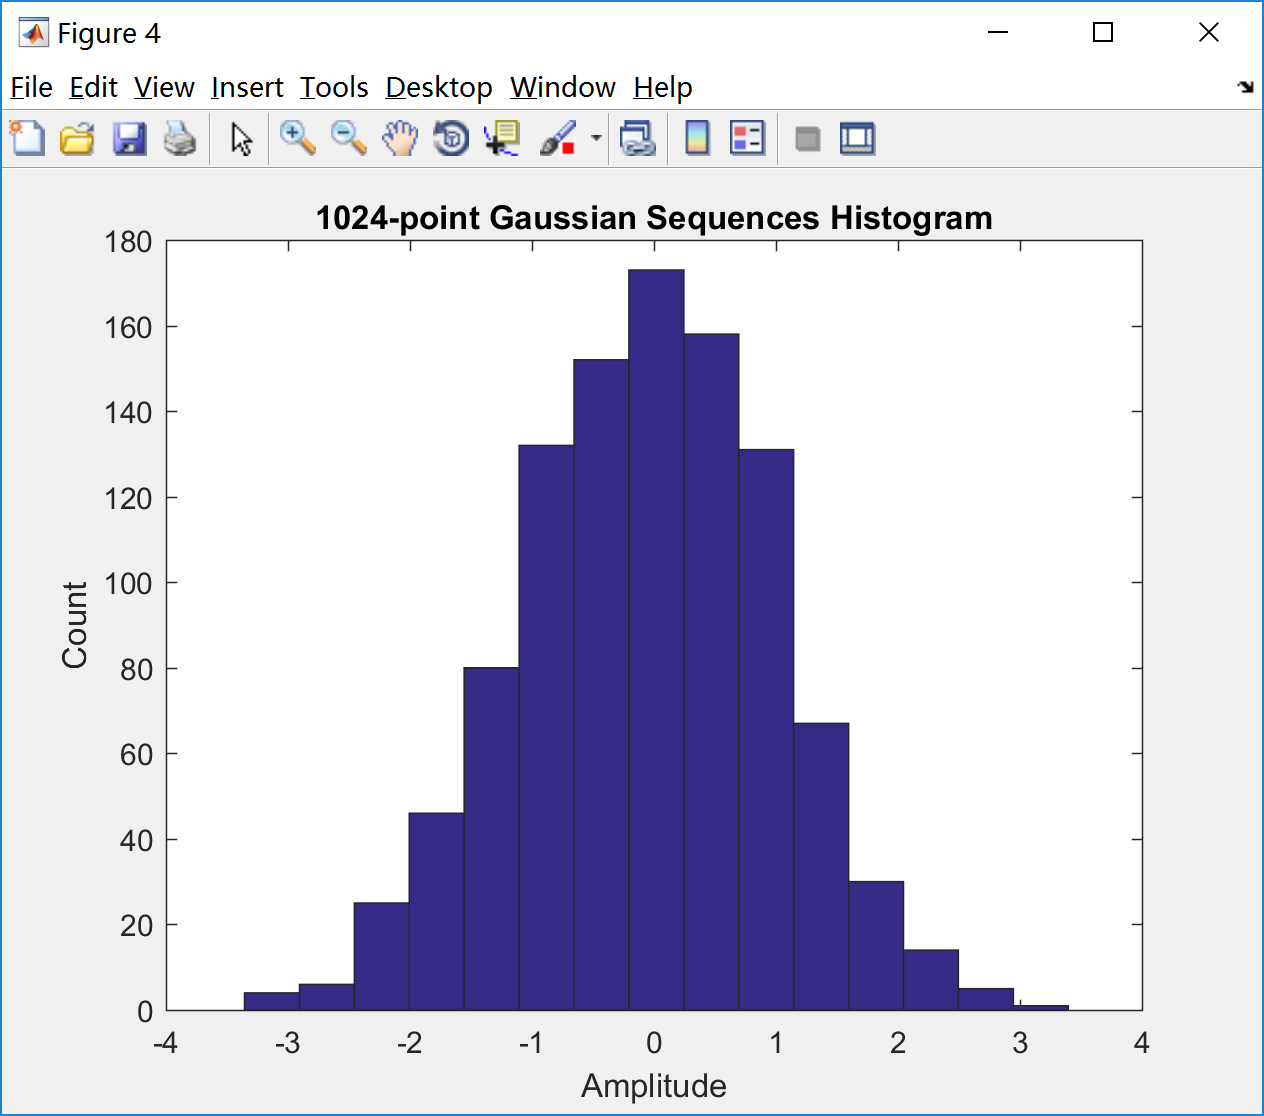 Figure 4
File Edit View Insert Tools Desktop Window Help
1024-point Gaussian Sequences Histogram
180
160
140
120
100
80
60
40
20
0
Count
-4 -3 -2 -1 0 1 2 3 4
Amplitude